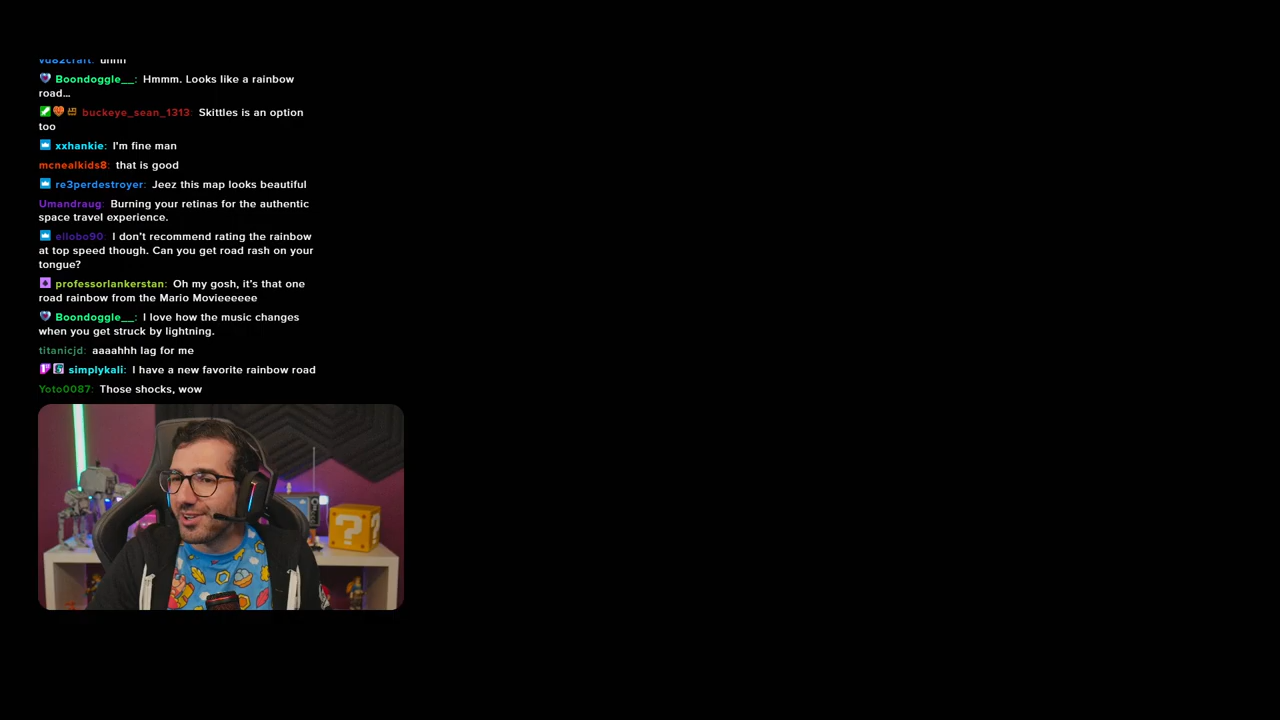 vu82craft: uhhh
Boondoggle__: Hmmm. Looks like a rainbow
road...
buckeye_sean_1313: Skittles is an option
too
xxhankie: I'm fine man
mcnealkids8: that is good
re3perdestroyer: Jeez this map looks beautiful
Umandraug: Burning your retinas for the authentic
space travel experience.
ellobo90: I don't recommend rating the rainbow
at top speed though. Can you get road rash on your
tongue?
professorlankerstan: Oh my gosh, it's that one
road rainbow from the Mario Movieeeeee
Boondoggle__: I love how the music changes
when you get struck by lightning.
titanicjd: aaaahhh lag for me
simplykali: I have a new favorite rainbow road
Yoto0087: Those shocks, wow
?